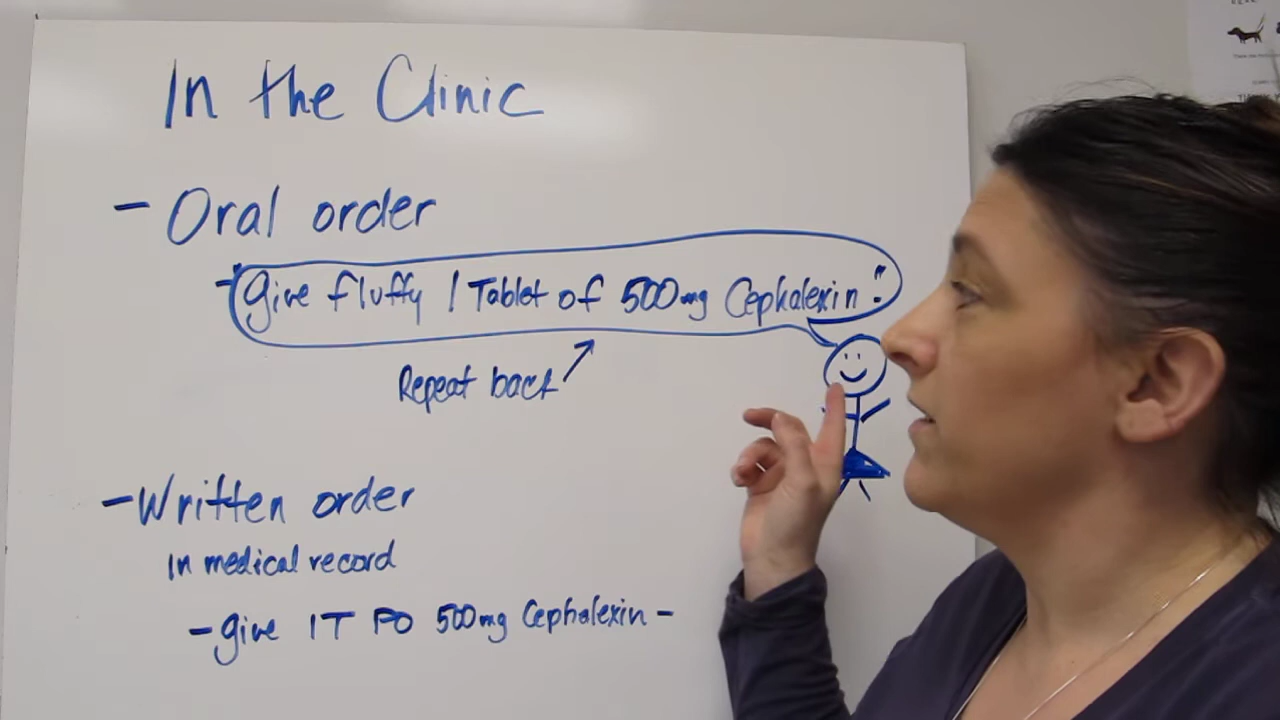 In the Clinic
- Oral order
- "Give fluffy 1 Tablet of 500mg Cephalexin."
Repeat back
- Written order
In medical record
- give 1T PO 500mg Cephalexin -